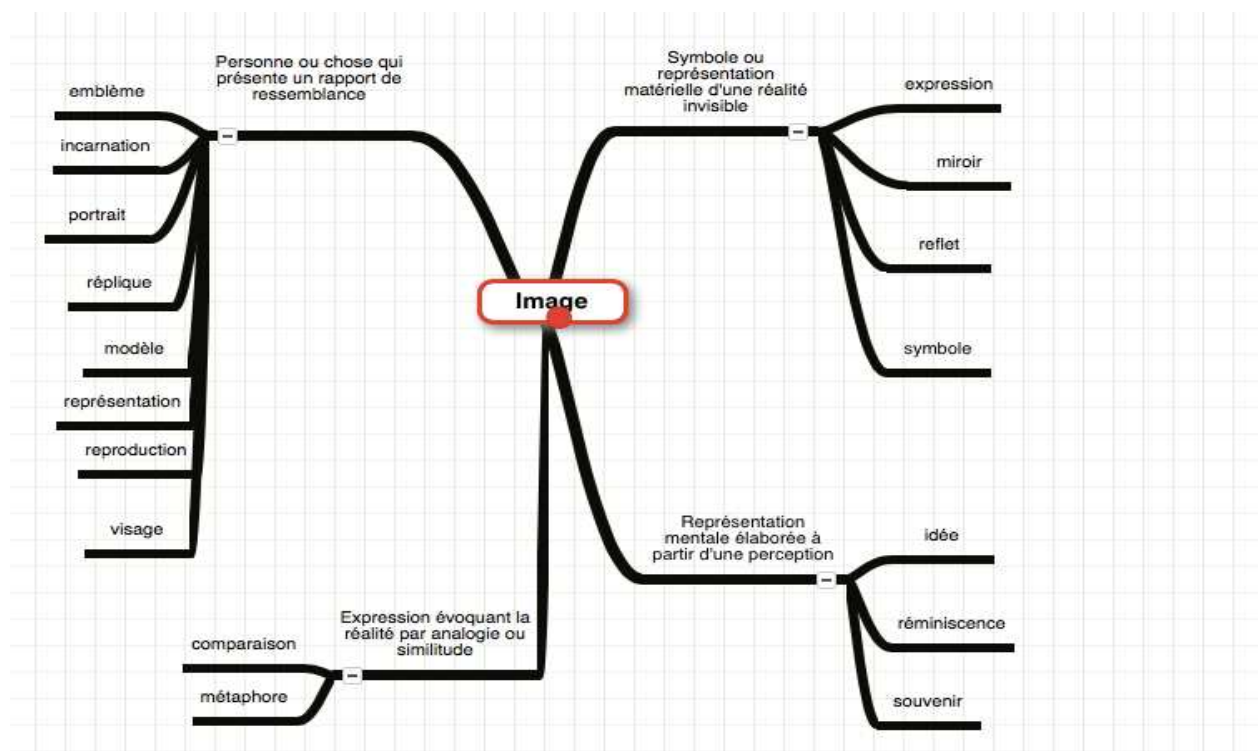 Personne ou chose qui
présente un rapport de
ressemblance
emblème
incarnation
portrait
réplique
modèle
représentation
reproduction
visage
Symbole ou
représentation
matérielle d'une réalité
invisible
expression
miroir
reflet
symbole
Image
Représentation
mentale élaborée à
partir d'une perception
idée
réminiscence
souvenir
Expression évoquant la
réalité par analogie ou
similitude
comparaison
métaphore